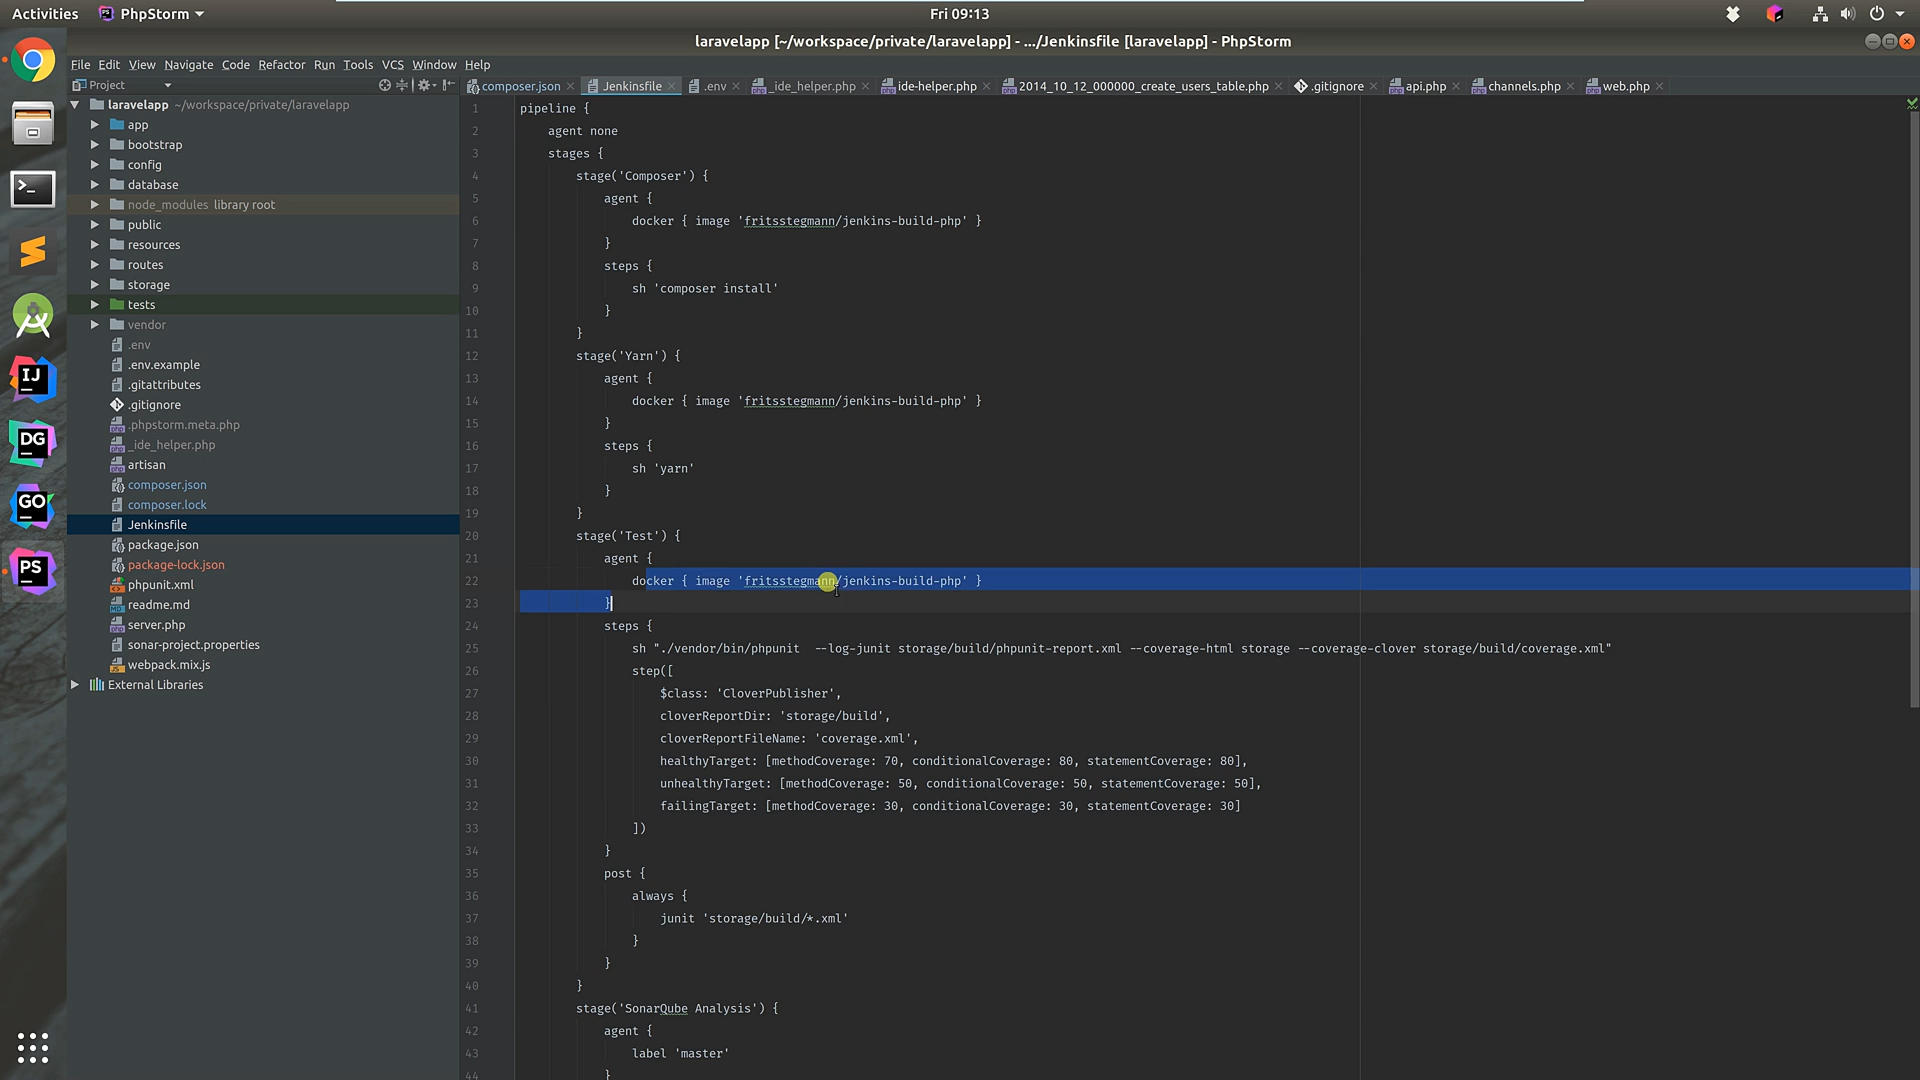 Activities PhpStorm Fri 09:13
laravelapp [~/workspace/private/laravelapp] - .../Jenkinsfile [laravelapp] - PhpStorm
File Edit View Navigate Code Refactor Run Tools VCS Window Help
Project
composer.json Jenkinsfile .env _ide_helper.php ide-helper.php 2014_10_12_000000_create_users_table.php .gitignore api.php channels.php web.php
laravelapp ~/workspace/private/laravelapp
app
bootstrap
config
database
node_modules library root
public
resources
routes
storage
tests
vendor
.env
.env.example
.gitattributes
.gitignore
.phpstorm.meta.php
_ide_helper.php
artisan
composer.json
composer.lock
Jenkinsfile
package.json
package-lock.json
phpunit.xml
readme.md
server.php
sonar-project.properties
webpack.mix.js
External Libraries
IJ
DG
GO
PS
1 pipeline {
2 agent none
3 stages {
4 stage('Composer') {
5 agent {
6 docker { image 'fritsstegmann/jenkins-build-php' }
7 }
8 steps {
9 sh 'composer install'
10 }
11 }
12 stage('Yarn') {
13 agent {
14 docker { image 'fritsstegmann/jenkins-build-php' }
15 }
16 steps {
17 sh 'yarn'
18 }
19 }
20 stage('Test') {
21 agent {
22 docker { image 'fritsstegmann/jenkins-build-php' }
23 }
24 steps {
25 sh "./vendor/bin/phpunit  --log-junit storage/build/phpunit-report.xml --coverage-html storage --coverage-clover storage/build/coverage.xml"
26 step([
27 $class: 'CloverPublisher',
28 cloverReportDir: 'storage/build',
29 cloverReportFileName: 'coverage.xml',
30 healthyTarget: [methodCoverage: 70, conditionalCoverage: 80, statementCoverage: 80],
31 unhealthyTarget: [methodCoverage: 50, conditionalCoverage: 50, statementCoverage: 50],
32 failingTarget: [methodCoverage: 30, conditionalCoverage: 30, statementCoverage: 30]
33 ])
34 }
35 post {
36 always {
37 junit 'storage/build/*.xml'
38 }
39 }
40 }
41 stage('SonarQube Analysis') {
42 agent {
43 label 'master'
44 }